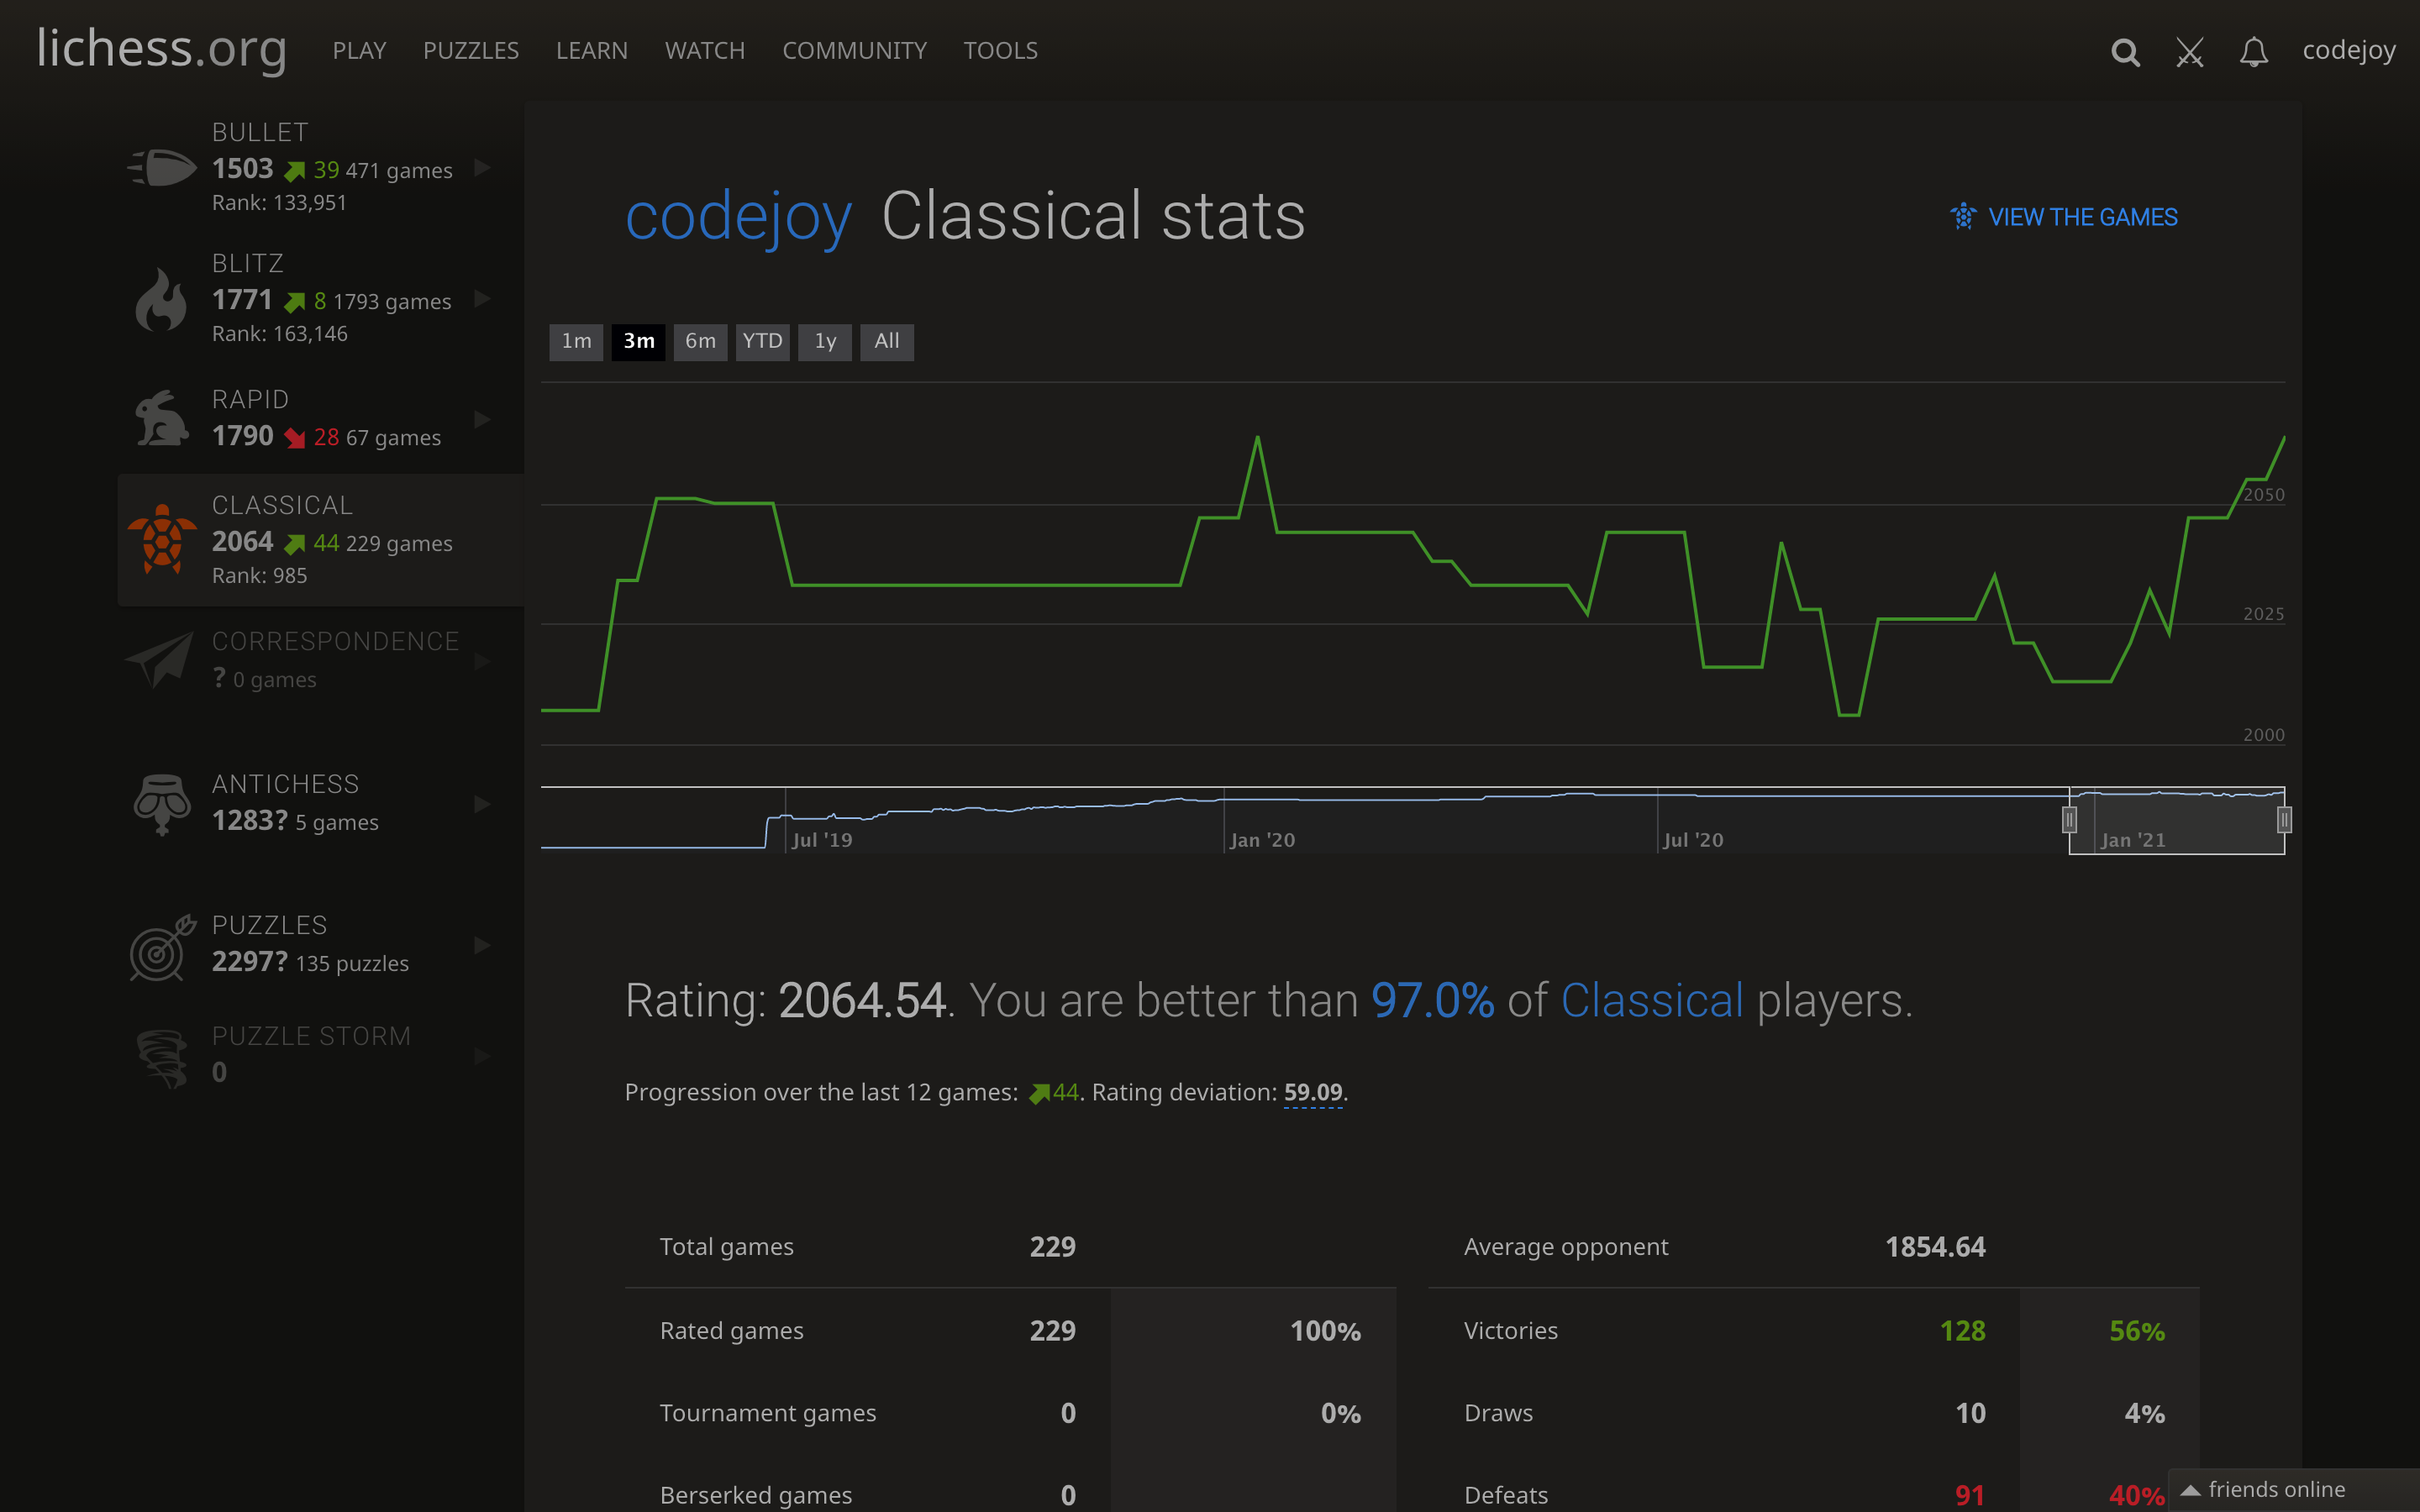 lichess.org PLAY PUZZLES LEARN WATCH COMMUNITY TOOLS codejoy
BULLET
1503 39 471 games
Rank: 133,951
BLITZ
1771 8 1793 games
Rank: 163,146
RAPID
1790 28 67 games
CLASSICAL
2064 44 229 games
Rank: 985
CORRESPONDENCE
? 0 games
ANTICHESS
1283? 5 games
PUZZLES
2297? 135 puzzles
PUZZLE STORM
0
codejoy Classical stats
VIEW THE GAMES
1m 3m 6m YTD 1y All
2050
2025
2000
Jul '19 Jan '20 Jul '20 Jan '21
Rating: 2064.54. You are better than 97.0% of Classical players.
Progression over the last 12 games: 44. Rating deviation: 59.09.
Total games 229
Rated games 229 100%
Tournament games 0 0%
Berserked games 0
Average opponent 1854.64
Victories 128 56%
Draws 10 4%
Defeats 91 40%
friends online